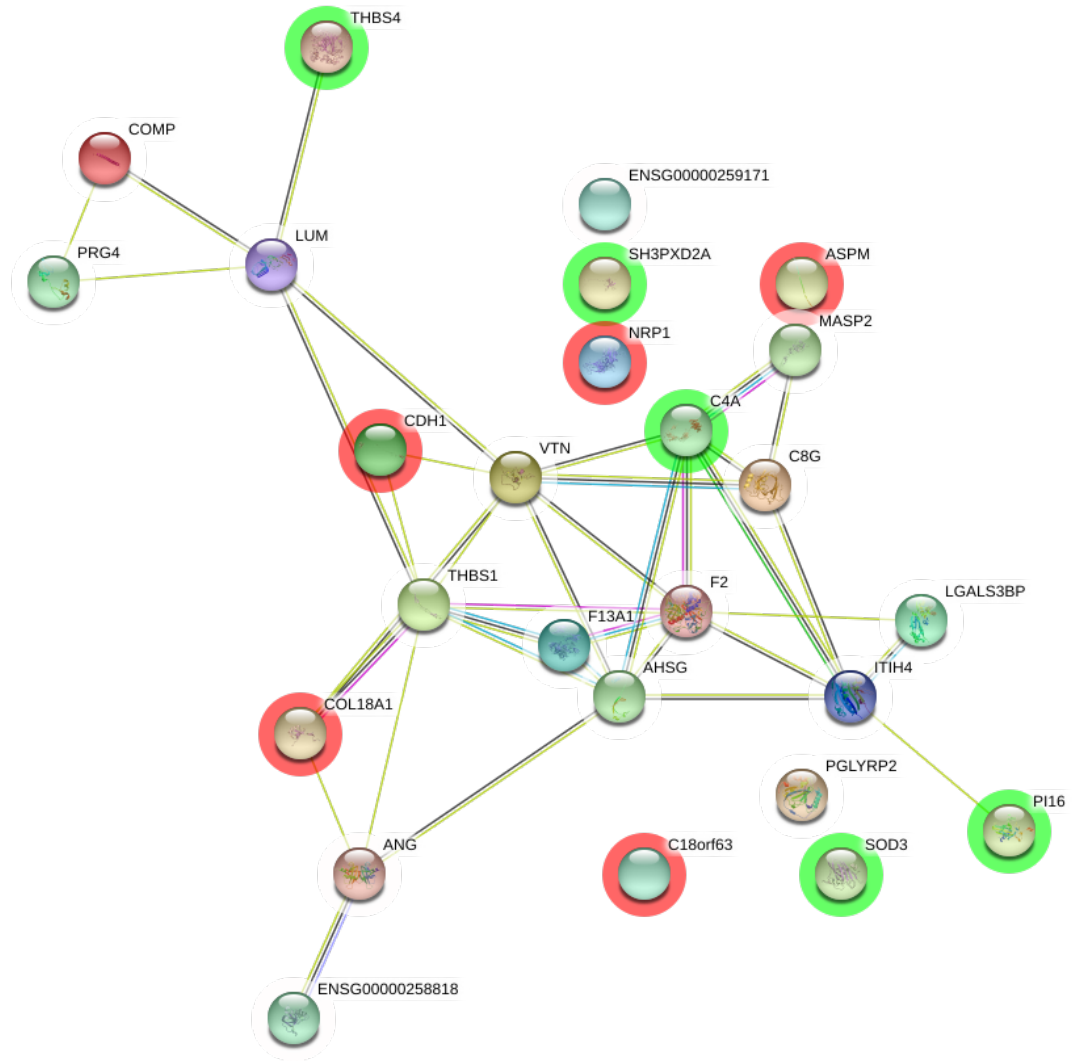 THBS4
COMP
ENSG00000259171
LUM
PRG4
SH3PXD2A
ASPM
MASP2
NRP1
C4A
CDH1
VTN
C8G
THBS1
F2
LGALS3BP
F13A1
AHSG
ITIH4
COL18A1
PGLYRP2
PI16
ANG
C18orf63
SOD3
ENSG00000258818